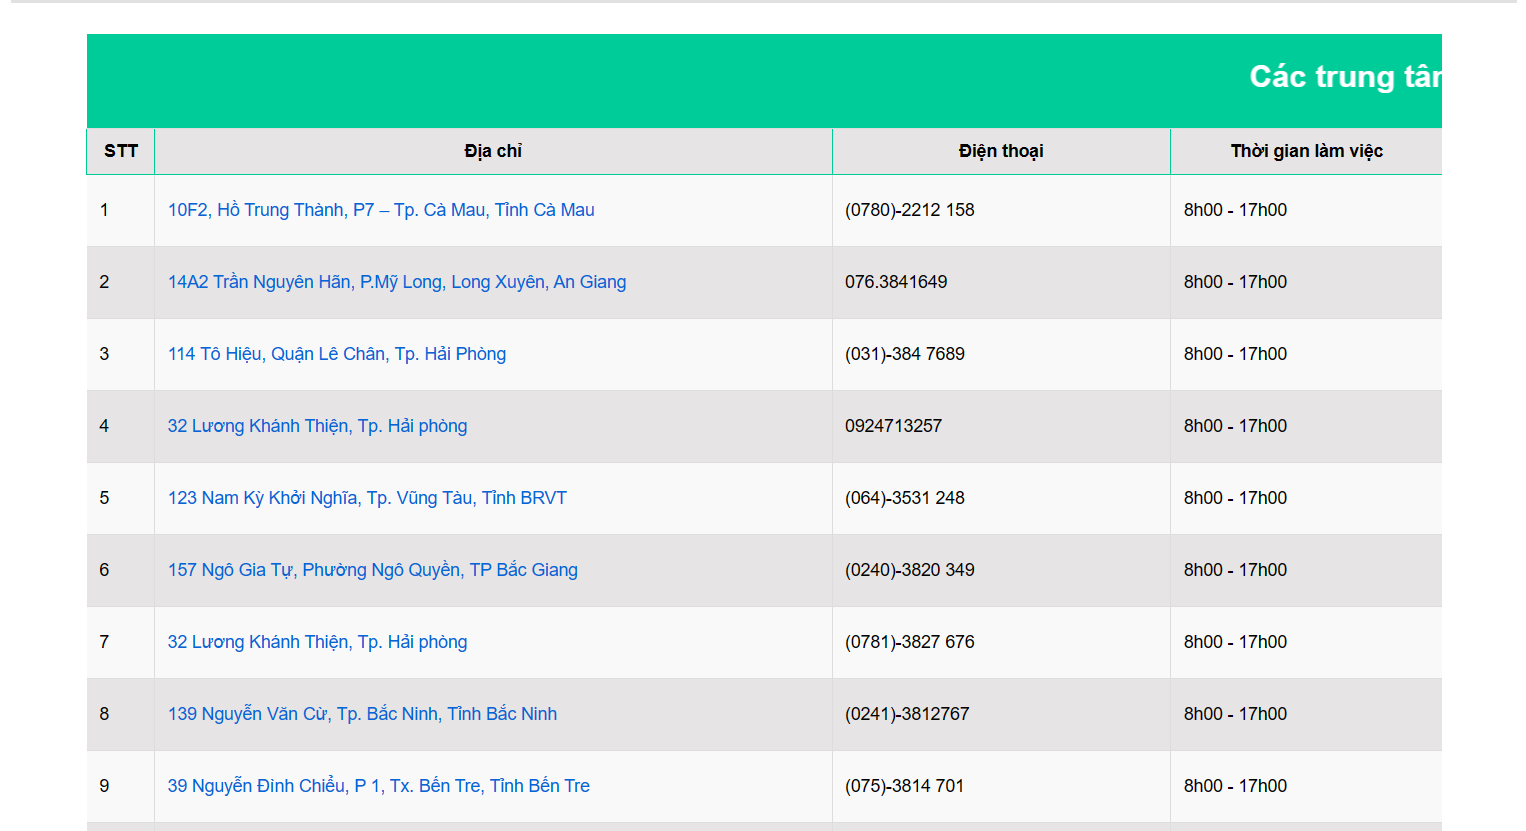 Các trung
STT Địa chỉ Điện thoại Thời gian làm việc
1 10F2, Hồ Trung Thành, P7 – Tp. Cà Mau, Tỉnh Cà Mau (0780)-2212 158 8h00 - 17h00
2 14A2 Trần Nguyên Hãn, P.Mỹ Long, Long Xuyên, An Giang 076.3841649 8h00 - 17h00
3 114 Tô Hiệu, Quận Lê Chân, Tp. Hải Phòng (031)-384 7689 8h00 - 17h00
4 32 Lương Khánh Thiện, Tp. Hải phòng 0924713257 8h00 - 17h00
5 123 Nam Kỳ Khởi Nghĩa, Tp. Vũng Tàu, Tỉnh BRVT (064)-3531 248 8h00 - 17h00
6 157 Ngô Gia Tự, Phường Ngô Quyền, TP Bắc Giang (0240)-3820 349 8h00 - 17h00
7 32 Lương Khánh Thiện, Tp. Hải phòng (0781)-3827 676 8h00 - 17h00
8 139 Nguyễn Văn Cừ, Tp. Bắc Ninh, Tỉnh Bắc Ninh (0241)-3812767 8h00 - 17h00
9 39 Nguyễn Đình Chiểu, P 1, Tx. Bến Tre, Tỉnh Bến Tre (075)-3814 701 8h00 - 17h00